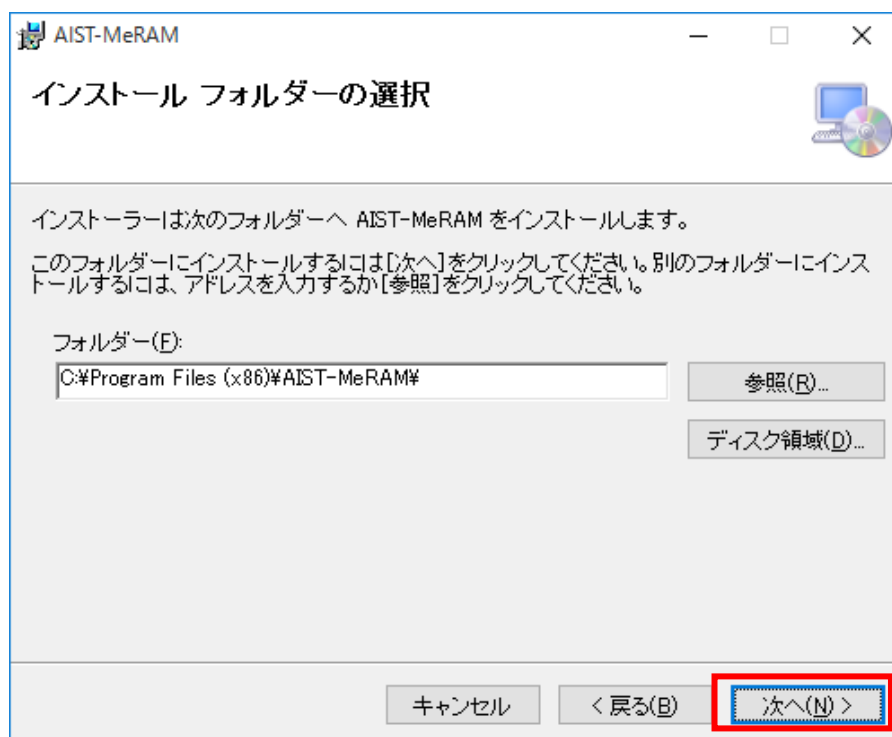 AIST-MeRAM
インストール フォルダーの選択
インストーラーは次のフォルダーへ AIST-MeRAM をインストールします。
このフォルダーにインストールするには[次へ]をクリックしてください。別のフォルダーにインス
トールするには、アドレスを入力するか[参照]をクリックしてください。
フォルダー(F):
C:¥Program Files (x86)¥AIST-MeRAM¥
参照(R)...
ディスク領域(D)...
キャンセル
< 戻る(B)
次へ(N) >